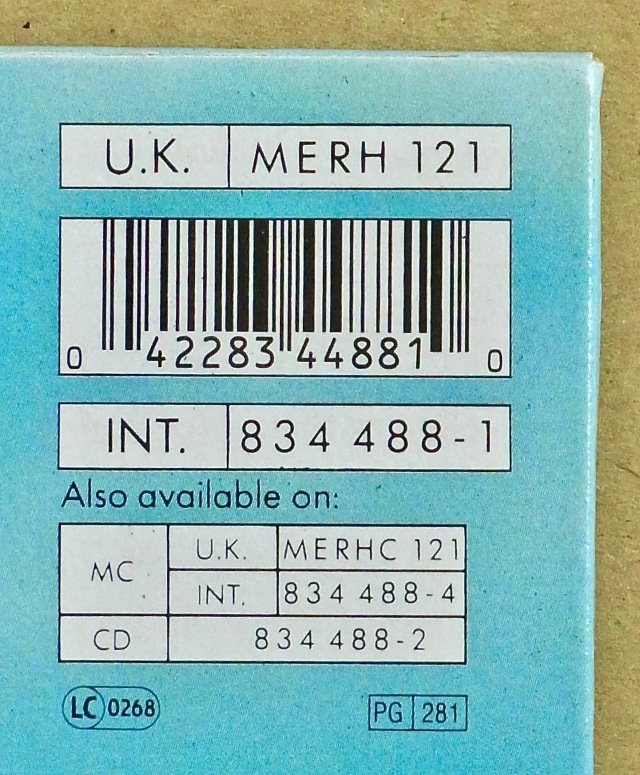 U.K. MERH 121
0 42283 44881 0
INT. 834 488-1
Also available on:
MC U.K. MERHC 121
INT. 834 488-4
CD 834 488-2
LC 0268 PG 281